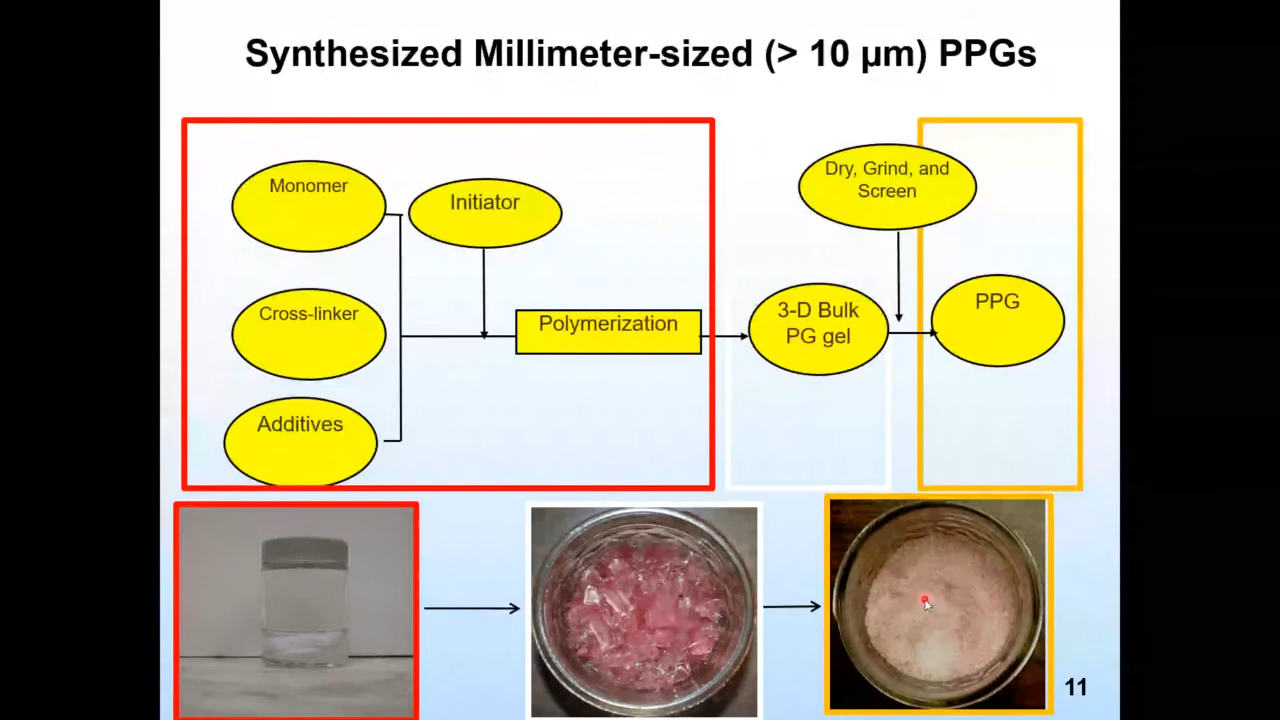 Synthesized Millimeter-sized (> 10 µm) PPGs
Monomer
Initiator
Dry, Grind, and
Screen
Cross-linker
Polymerization
3-D Bulk
PG gel
PPG
Additives
11